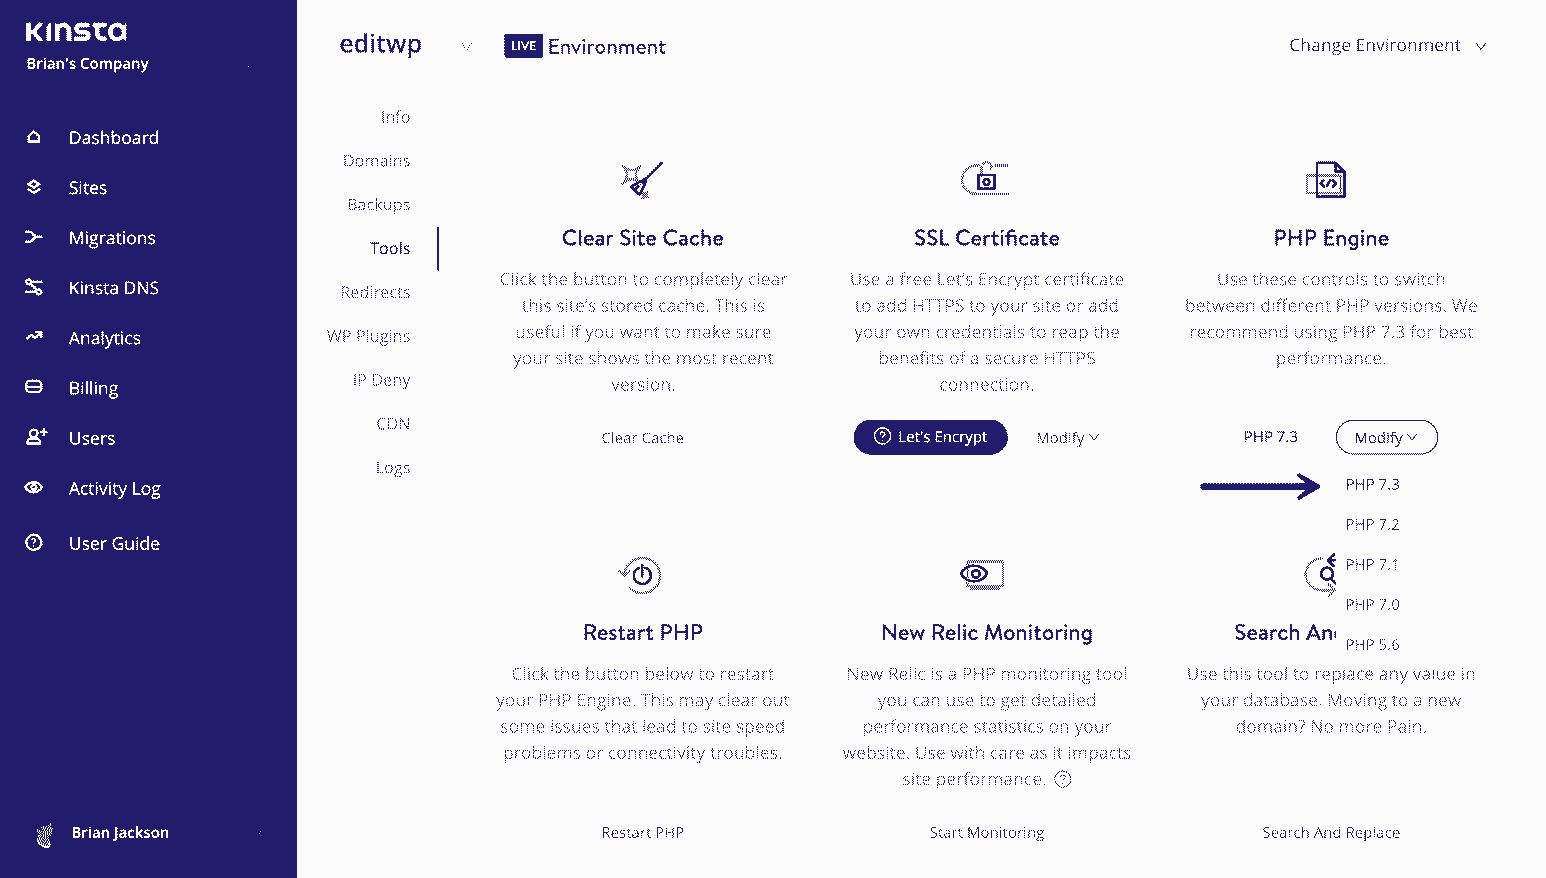 Kinsta
Brian's Company
Dashboard
Sites
Migrations
Kinsta DNS
Analytics
Billing
Users
Activity Log
User Guide
Brian Jackson
editwp
LIVE Environment
Change Environment
Info
Domains
Backups
Tools
Redirects
WP Plugins
IP Deny
CDN
Logs
Clear Site Cache
Click the button to completely clear
this site's stored cache. This is
useful if you want to make sure
your site shows the most recent
version.
Clear Cache
SSL Certificate
Use a free Let's Encrypt certificate
to add HTTPS to your site or add
your own credentials to reap the
benefits of a secure HTTPS
connection.
Let's Encrypt
Modify
PHP Engine
Use these controls to switch
between different PHP versions. We
recommend using PHP 7.3 for best
performance.
PHP 7.3
Modify
PHP 7.3
PHP 7.2
PHP 7.1
PHP 7.0
PHP 5.6
Restart PHP
Click the button below to restart
your PHP Engine. This may clear out
some issues that lead to site speed
problems or connectivity troubles.
Restart PHP
New Relic Monitoring
New Relic is a PHP monitoring tool
you can use to get detailed
performance statistics on your
website. Use with care as it impacts
site performance.
Start Monitoring
Search An
Use this tool to replace any value in
your database. Moving to a new
domain? No more Pain.
Search And Replace